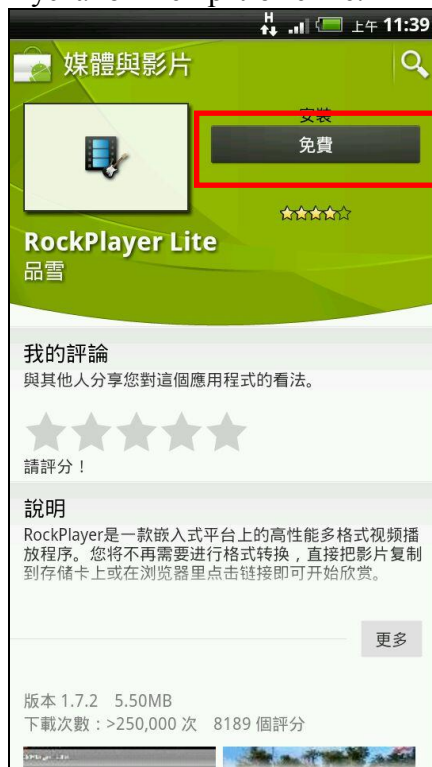 H 上午 11:39
媒體與影片
安裝
免費
RockPlayer Lite
品雪
我的評論
與其他人分享您對這個應用程式的看法。
請評分！
說明
RockPlayer是一款嵌入式平台上的高性能多格式视频播
放程序。您将不再需要进行格式转换，直接把影片复制
到存储卡上或在浏览器里点击链接即可开始欣赏。
更多
版本 1.7.2 5.50MB
下載次數：>250,000 次 8189 個評分